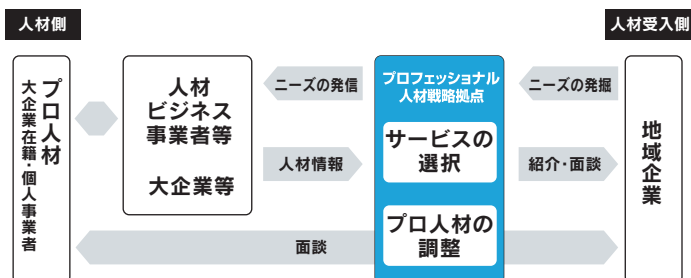 人材側
人材受入側
プロ人材
大企業在籍・個人事業者
人材
ビジネス
事業者等
大企業等
ニーズの発信
人材情報
プロフェッショナル
人材戦略拠点
サービスの
選択
プロ人材の
調整
ニーズの発掘
紹介・面談
地域企業
面談